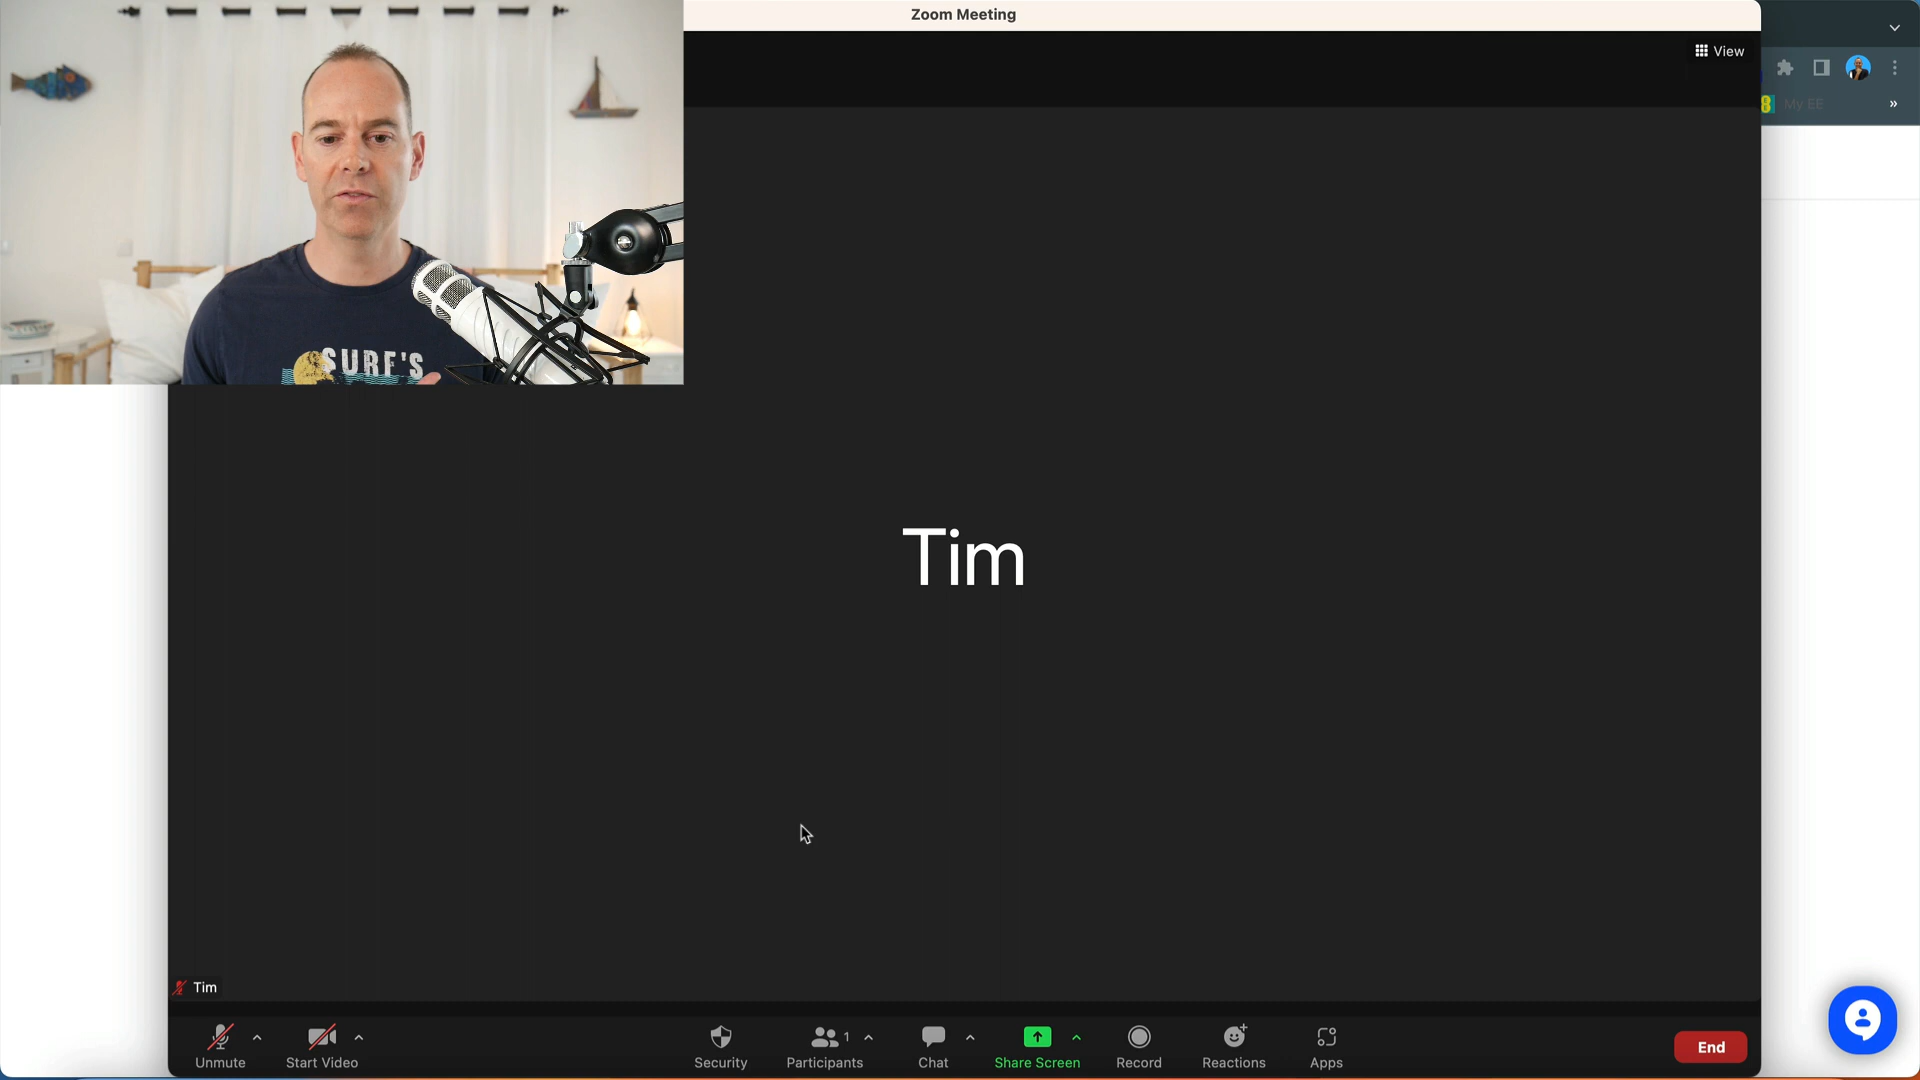 Zoom Meeting
View
My EE
SURF'S
Tim
Tim
Unmute
Start Video
Security
Participants
1
Chat
Share Screen
Record
Reactions
Apps
End